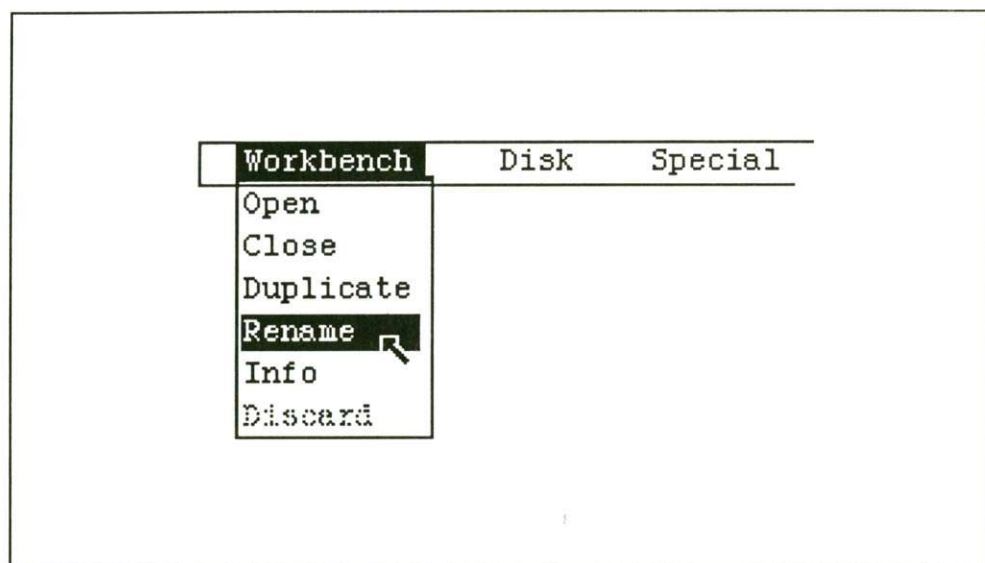 Workbench Disk Special
Open
Close
Duplicate
Rename
Info
Discard